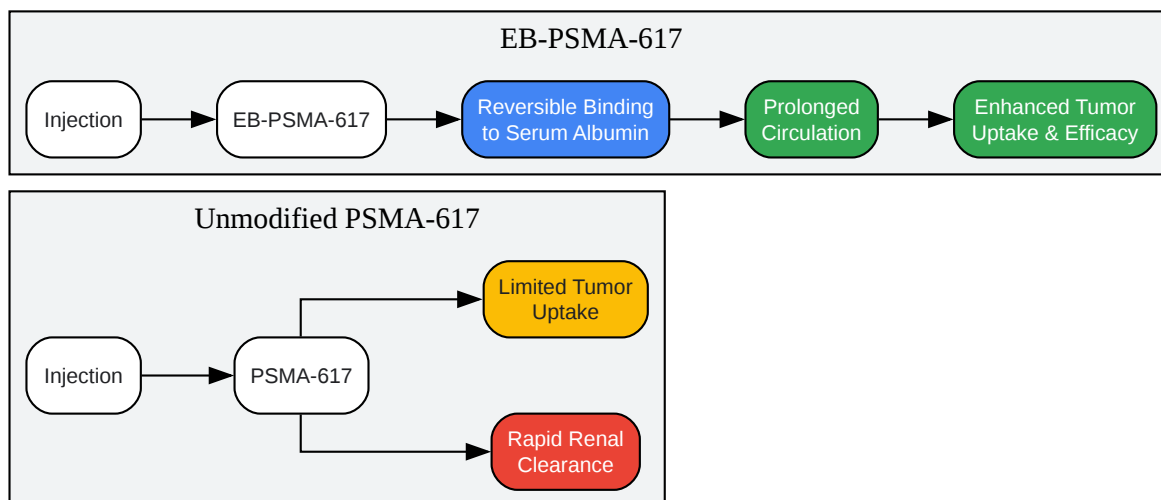 EB-PSMA-617
Injection
EB-PSMA-617
Reversible Binding
to Serum Albumin
Prolonged
Circulation
Enhanced Tumor
Uptake & Efficacy
Unmodified PSMA-617
Injection
PSMA-617
Limited Tumor
Uptake
Rapid Renal
Clearance